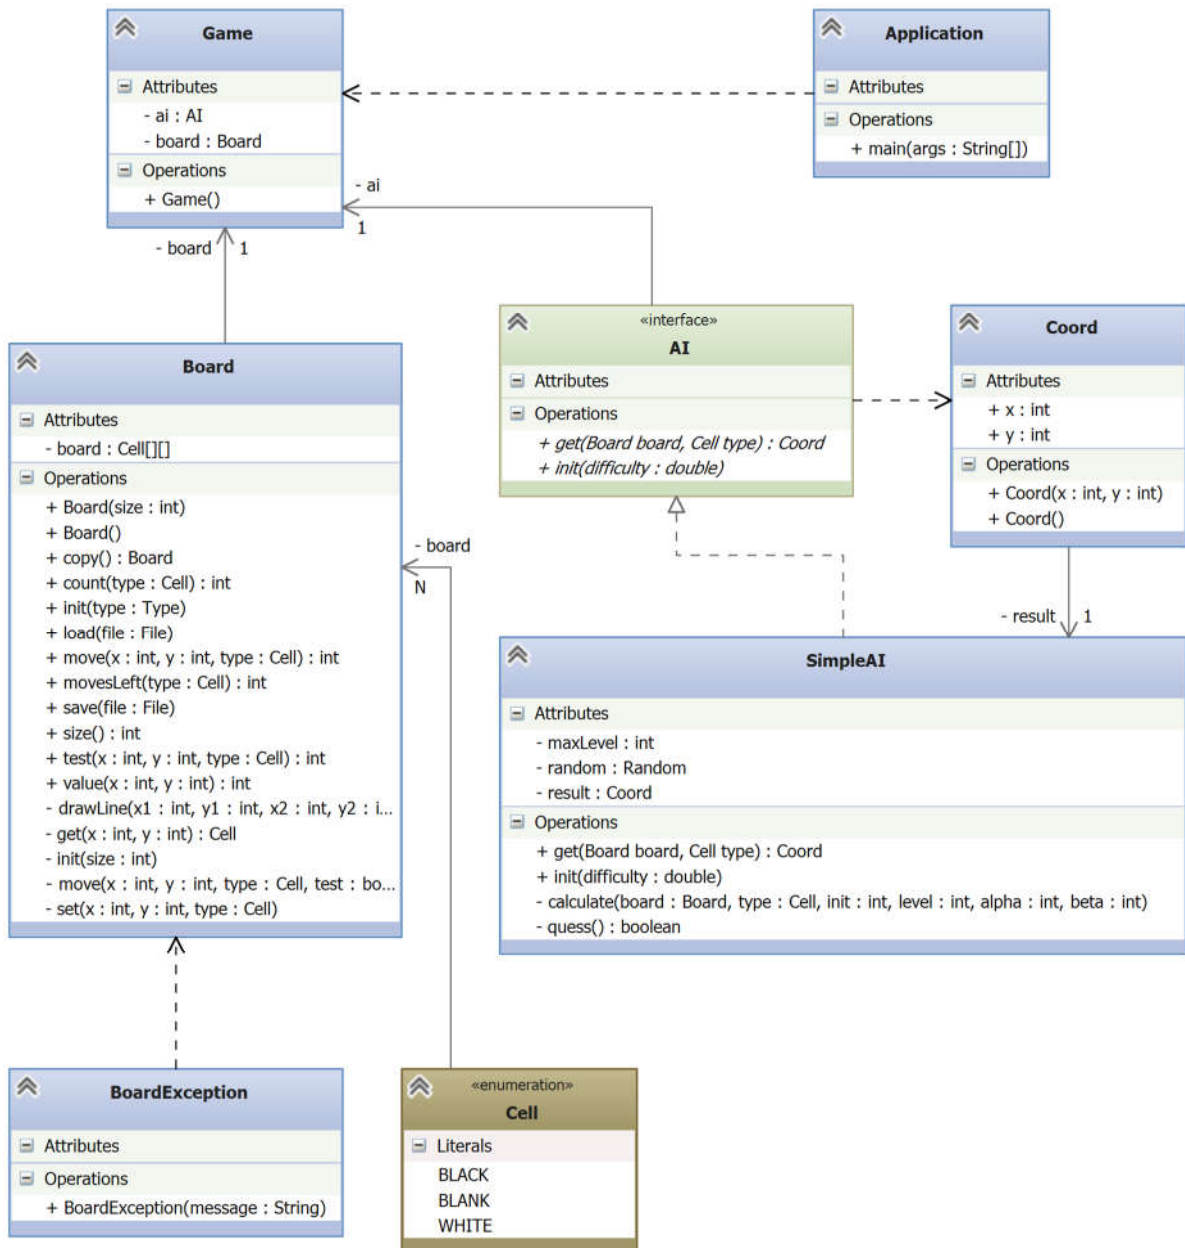 Game
Attributes
- ai : AI
- board : Board
Operations
+ Game()
Application
Attributes
Operations
+ main(args : String[])
- ai
1
- board
1
Board
Attributes
- board : Cell[][]
Operations
+ Board(size : int)
+ Board()
+ copy() : Board
+ count(type : Cell) : int
+ init(type : Type)
+ load(file : File)
+ move(x : int, y : int, type : Cell) : int
+ movesLeft(type : Cell) : int
+ save(file : File)
+ size() : int
+ test(x : int, y : int, type : Cell) : int
+ value(x : int, y : int) : int
- drawLine(x1 : int, y1 : int, x2 : int, y2 : i...
- get(x : int, y : int) : Cell
- init(size : int)
- move(x : int, y : int, type : Cell, test : bo...
- set(x : int, y : int, type : Cell)
«interface»
AI
Attributes
Operations
+ get(Board board, Cell type) : Coord
+ init(difficulty : double)
Coord
Attributes
+ x : int
+ y : int
Operations
+ Coord(x : int, y : int)
+ Coord()
- board
N
- result
1
SimpleAI
Attributes
- maxLevel : int
- random : Random
- result : Coord
Operations
+ get(Board board, Cell type) : Coord
+ init(difficulty : double)
- calculate(board : Board, type : Cell, init : int, level : int, alpha : int, beta : int)
- quess() : boolean
BoardException
Attributes
Operations
+ BoardException(message : String)
«enumeration»
Cell
Literals
BLACK
BLANK
WHITE